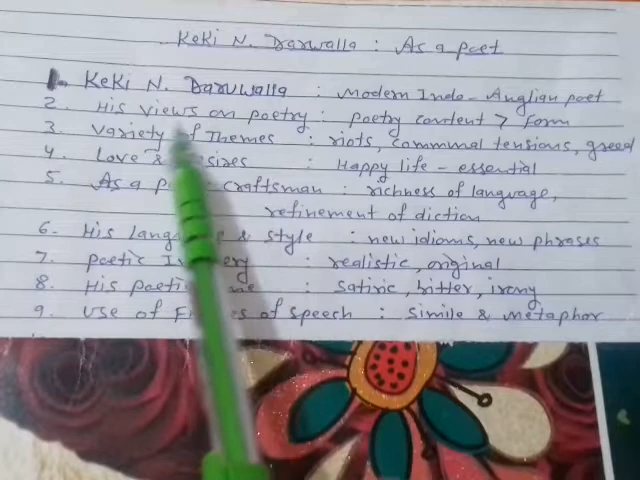 Keki N. Daruwalla : As a poet
1. Keki N. Daruwalla : Modern Indo-Anglian poet
2. His views on poetry : poetry content > form
3. Variety of Themes : riots, communal tensions, greed
4. Love & : Happy life - essential
5. As a craftsman : richness of language,
refinement of diction
6. His & style : new idioms, new phrases
7. Poetic : realistic, original
8. His : satiric, bitter, irony
9. Use of of speech : simile & metaphor